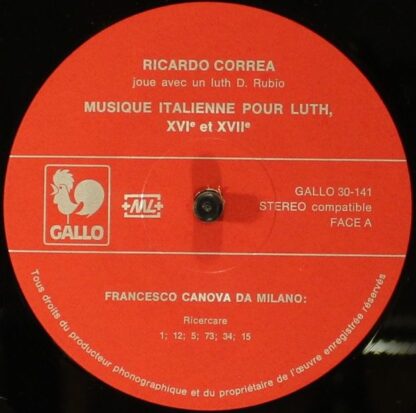 RICARDO CORREA
joue avec un luth D. Rubio
MUSIQUE ITALIENNE POUR LUTH,
XVIe et XVIIe
GALLO
ML
GALLO 30-141
STEREO compatible
FACE A
FRANCESCO CANOVA DA MILANO:
Ricercare
1; 12; 5; 73; 34; 15
Tous droits du producteur phonographique et du propriétaire de l'œuvre enregistrée réservés